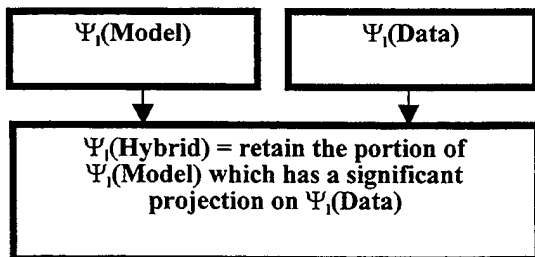 Ψ₁(Model)
Ψ₁(Data)
Ψ₁(Hybrid) = retain the portion of
Ψ₁(Model) which has a significant
projection on Ψ₁(Data)